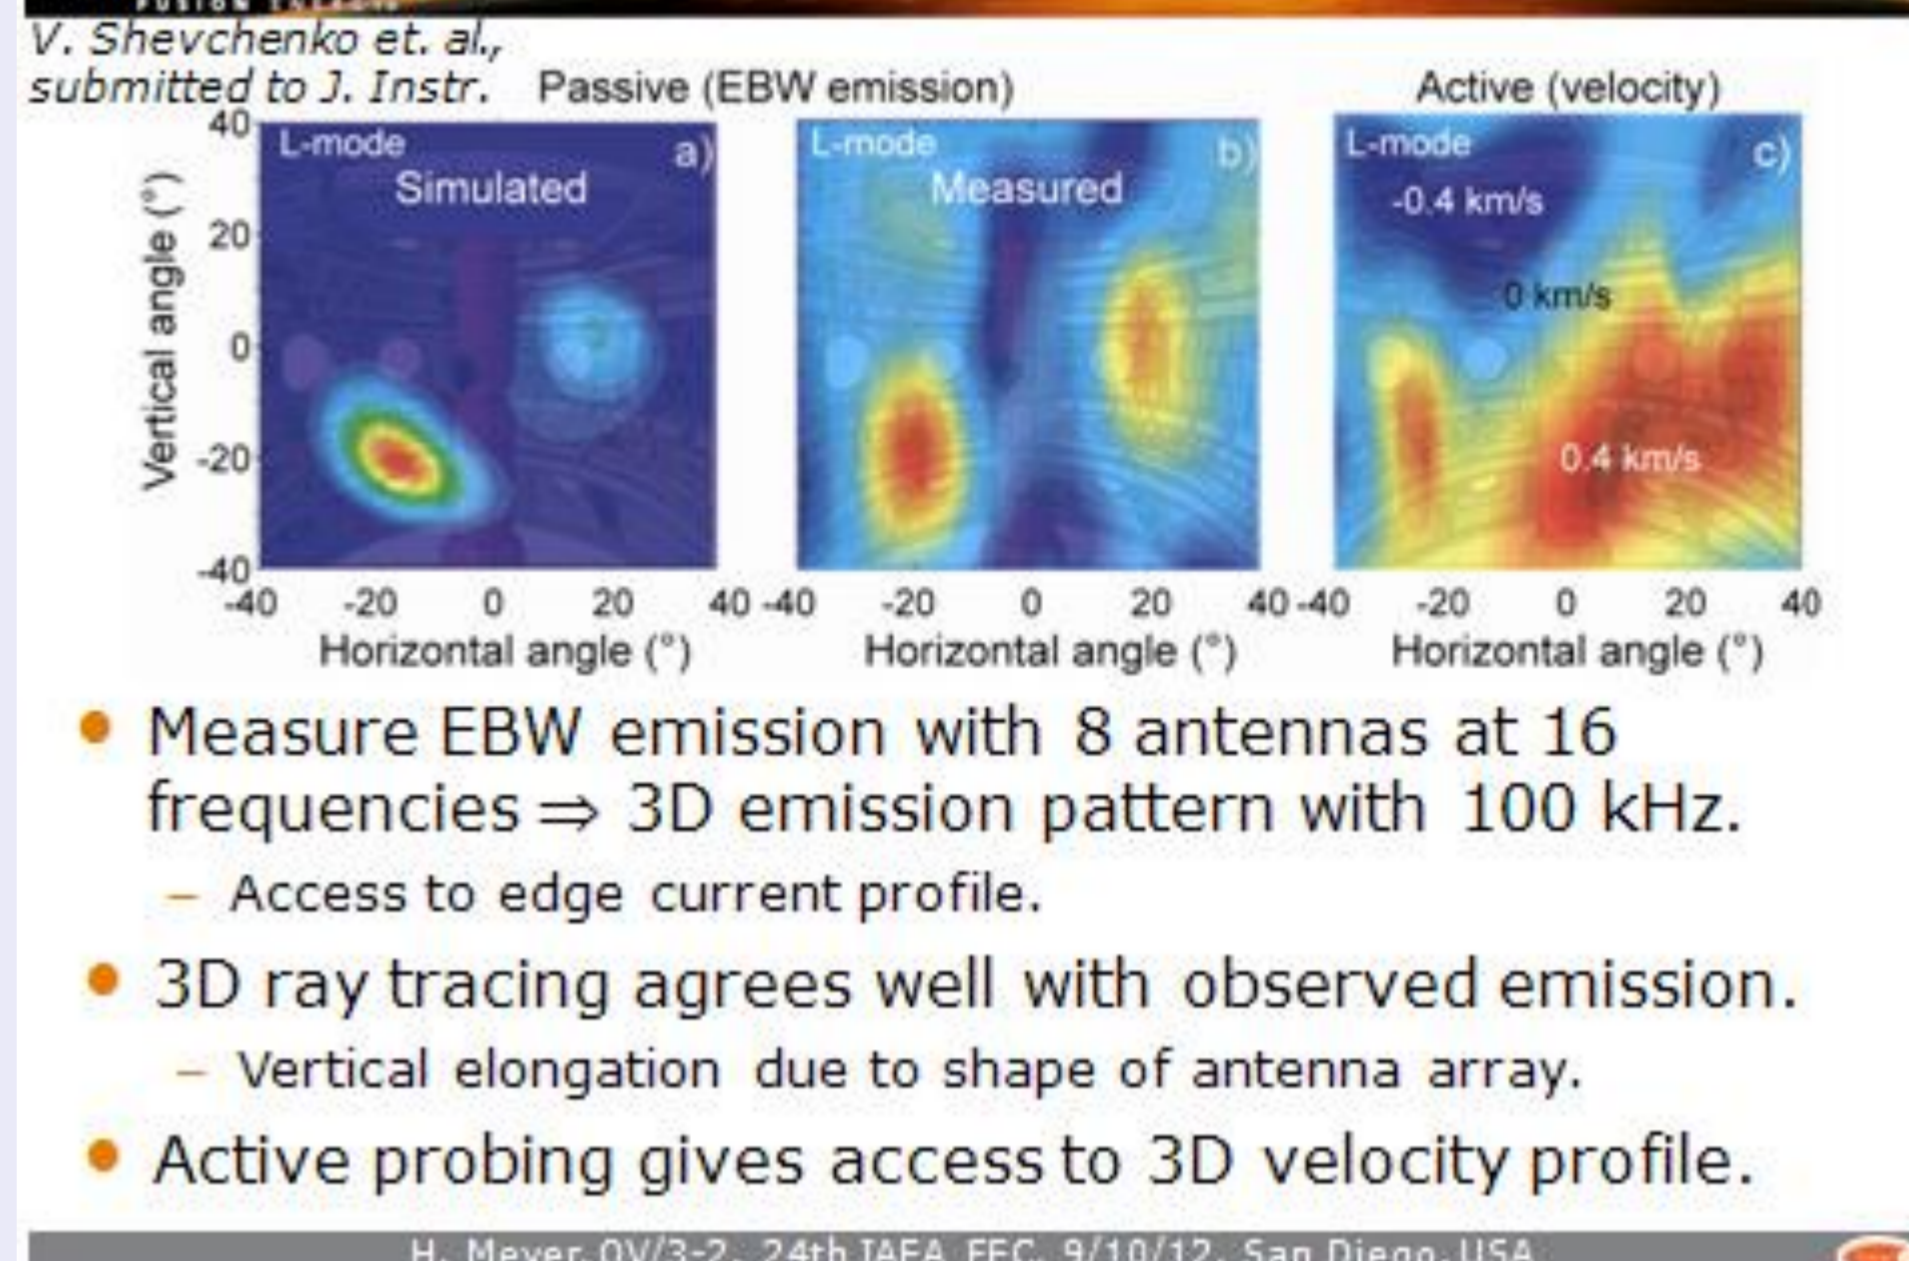 FUSION ENERGY
V. Shevchenko et. al.,
submitted to J. Instr.
Passive (EBW emission)
Active (velocity)
L-mode
a)
Simulated
L-mode
b)
Measured
L-mode
c)
-0.4 km/s
0 km/s
0.4 km/s
Vertical angle (°)
40
20
0
-20
-40
-40 -20 0 20 40
-40 -20 0 20 40
-40 -20 0 20 40
Horizontal angle (°)
Horizontal angle (°)
Horizontal angle (°)
• Measure EBW emission with 8 antennas at 16
frequencies ⇒ 3D emission pattern with 100 kHz.
– Access to edge current profile.
• 3D ray tracing agrees well with observed emission.
– Vertical elongation due to shape of antenna array.
• Active probing gives access to 3D velocity profile.
H. Meyer, OV/3-2, 24th IAEA FEC, 9/10/12, San Diego, USA